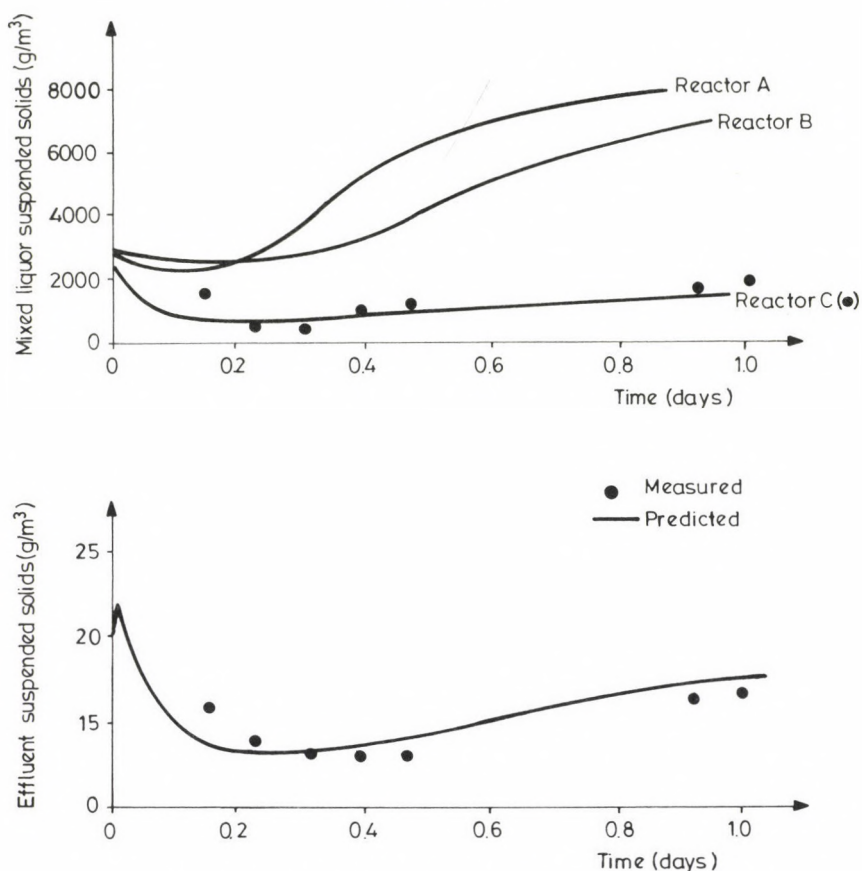 Mixed liquor suspended solids (g/m³)
8000
6000
4000
2000
0
Reactor A
Reactor B
Reactor C (●)
0 0.2 0.4 0.6 0.8 1.0
Time (days)
Measured
Predicted
Effluent suspended solids (g/m³)
25
20
15
0
0 0.2 0.4 0.6 0.8 1.0
Time (days)